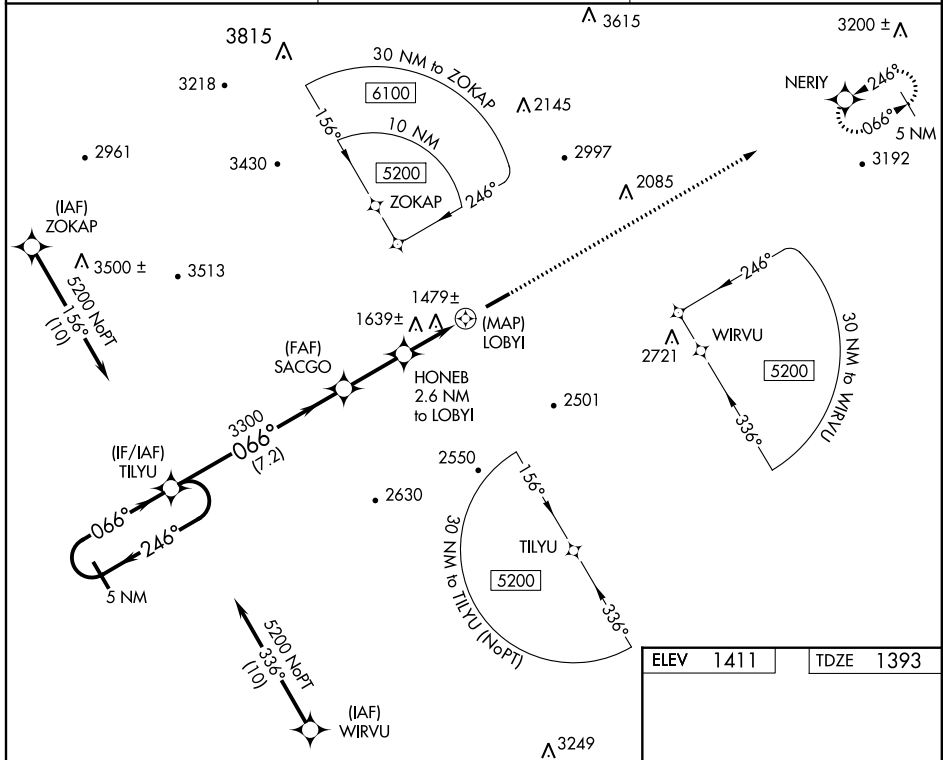 3615
3200 ±
3815
30 NM to ZOKAP
3218
6100
NERIY
246°
066°
5 NM
2145
156°
10 NM
2961
3430
5200
2997
3192
ZOKAP
246°
2085
(IAF)
ZOKAP
3500 ±
3513
5200 NoPT
156°
(10)
246°
1479±
1639±
(MAP)
LOBYI
(FAF)
SACGO
HONEB
2.6 NM
to LOBYI
2721
WIRVU
5200
30 NM to WIRVU
336°
2501
3300
066°
(7.2)
(IF/IAF)
TILYU
2550
2630
156°
066°
246°
5 NM
TILYU
5200
30 NM to TILYU (NoPT)
336°
5200 NoPT
336°
(10)
(IAF)
WIRVU
3249
ELEV 1411
TDZE 1393